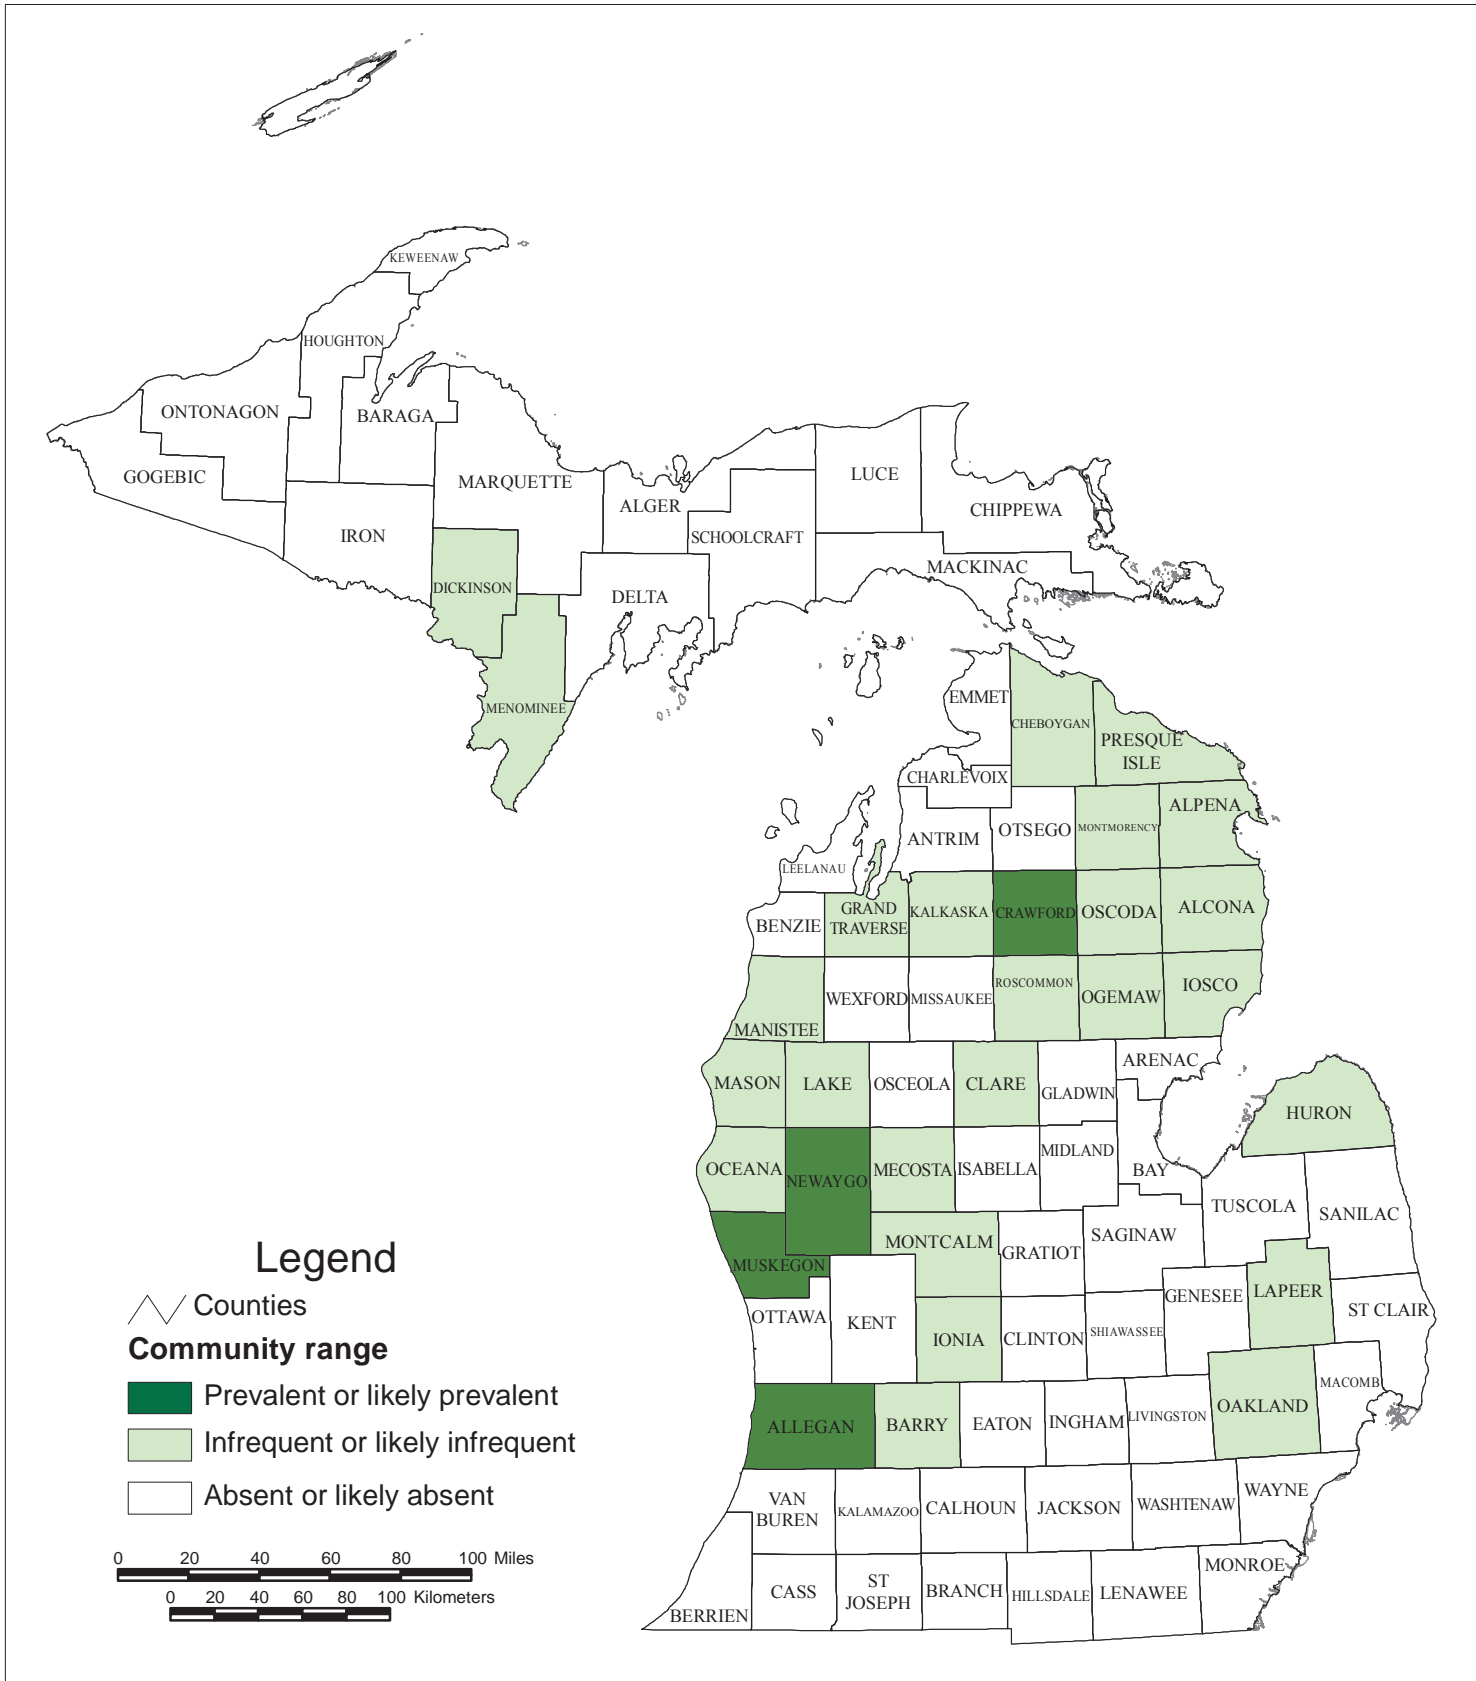 KEWEENAW
HOUGHTON
ONTONAGON
BARAGA
GOGEBIC
MARQUETTE
LUCE
ALGER
CHIPPEWA
IRON
SCHOOLCRAFT
MACKINAC
DICKINSON
DELTA
MENOMINEE
EMMET
CHEBOYGAN
PRESQUE
ISLE
CHARLEVOIX
ALPENA
OTSEGO
MONTMORENCY
ANTRIM
LEELANAU
GRAND
TRAVERSE
KALKASKA
CRAWFORD
OSCODA
ALCONA
BENZIE
ROSCOMMON
IOSCO
WEXFORD
MISSAUKEE
OGEMAW
MANISTEE
ARENAC
MASON
LAKE
OSCEOLA
CLARE
GLADWIN
HURON
OCEANA
NEWAYGO
MECOSTA
ISABELLA
MIDLAND
BAY
TUSCOLA
SANILAC
MONTCALM
GRATIOT
SAGINAW
MUSKEGON
GENESEE
LAPEER
ST CLAIR
OTTAWA
KENT
IONIA
CLINTON
SHIAWASSEE
MACOMB
ALLEGAN
BARRY
EATON
INGHAM
LIVINGSTON
OAKLAND
VAN
BUREN
KALAMAZOO
CALHOUN
JACKSON
WASHTENAW
WAYNE
MONROE
BERRIEN
CASS
ST
JOSEPH
BRANCH
HILLSDALE
LENAWEE
Legend
Counties
Community range
Prevalent or likely prevalent
Infrequent or likely infrequent
Absent or likely absent
0 20 40 60 80 100 Miles
0 20 40 60 80 100 Kilometers